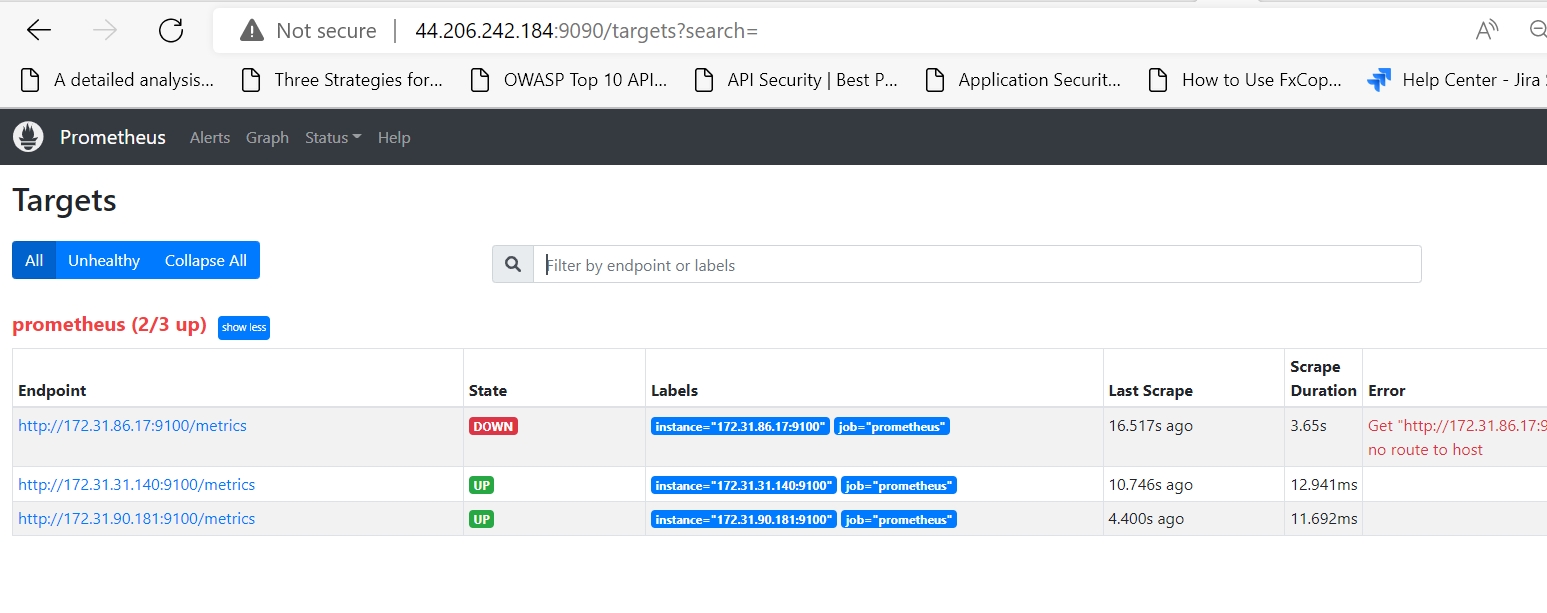 Not secure | 44.206.242.184:9090/targets?search=
A detailed analysis... Three Strategies for... OWASP Top 10 API... API Security | Best P... Application Securit... How to Use FxCop... Help Center - Jira
Prometheus Alerts Graph Status Help
Targets
All Unhealthy Collapse All Filter by endpoint or labels
prometheus (2/3 up) show less
Endpoint State Labels Last Scrape Scrape Duration Error
http://172.31.86.17:9100/metrics DOWN instance="172.31.86.17:9100" job="prometheus" 16.517s ago 3.65s Get "http://172.31.86.17:9
no route to host
http://172.31.31.140:9100/metrics UP instance="172.31.31.140:9100" job="prometheus" 10.746s ago 12.941ms
http://172.31.90.181:9100/metrics UP instance="172.31.90.181:9100" job="prometheus" 4.400s ago 11.692ms